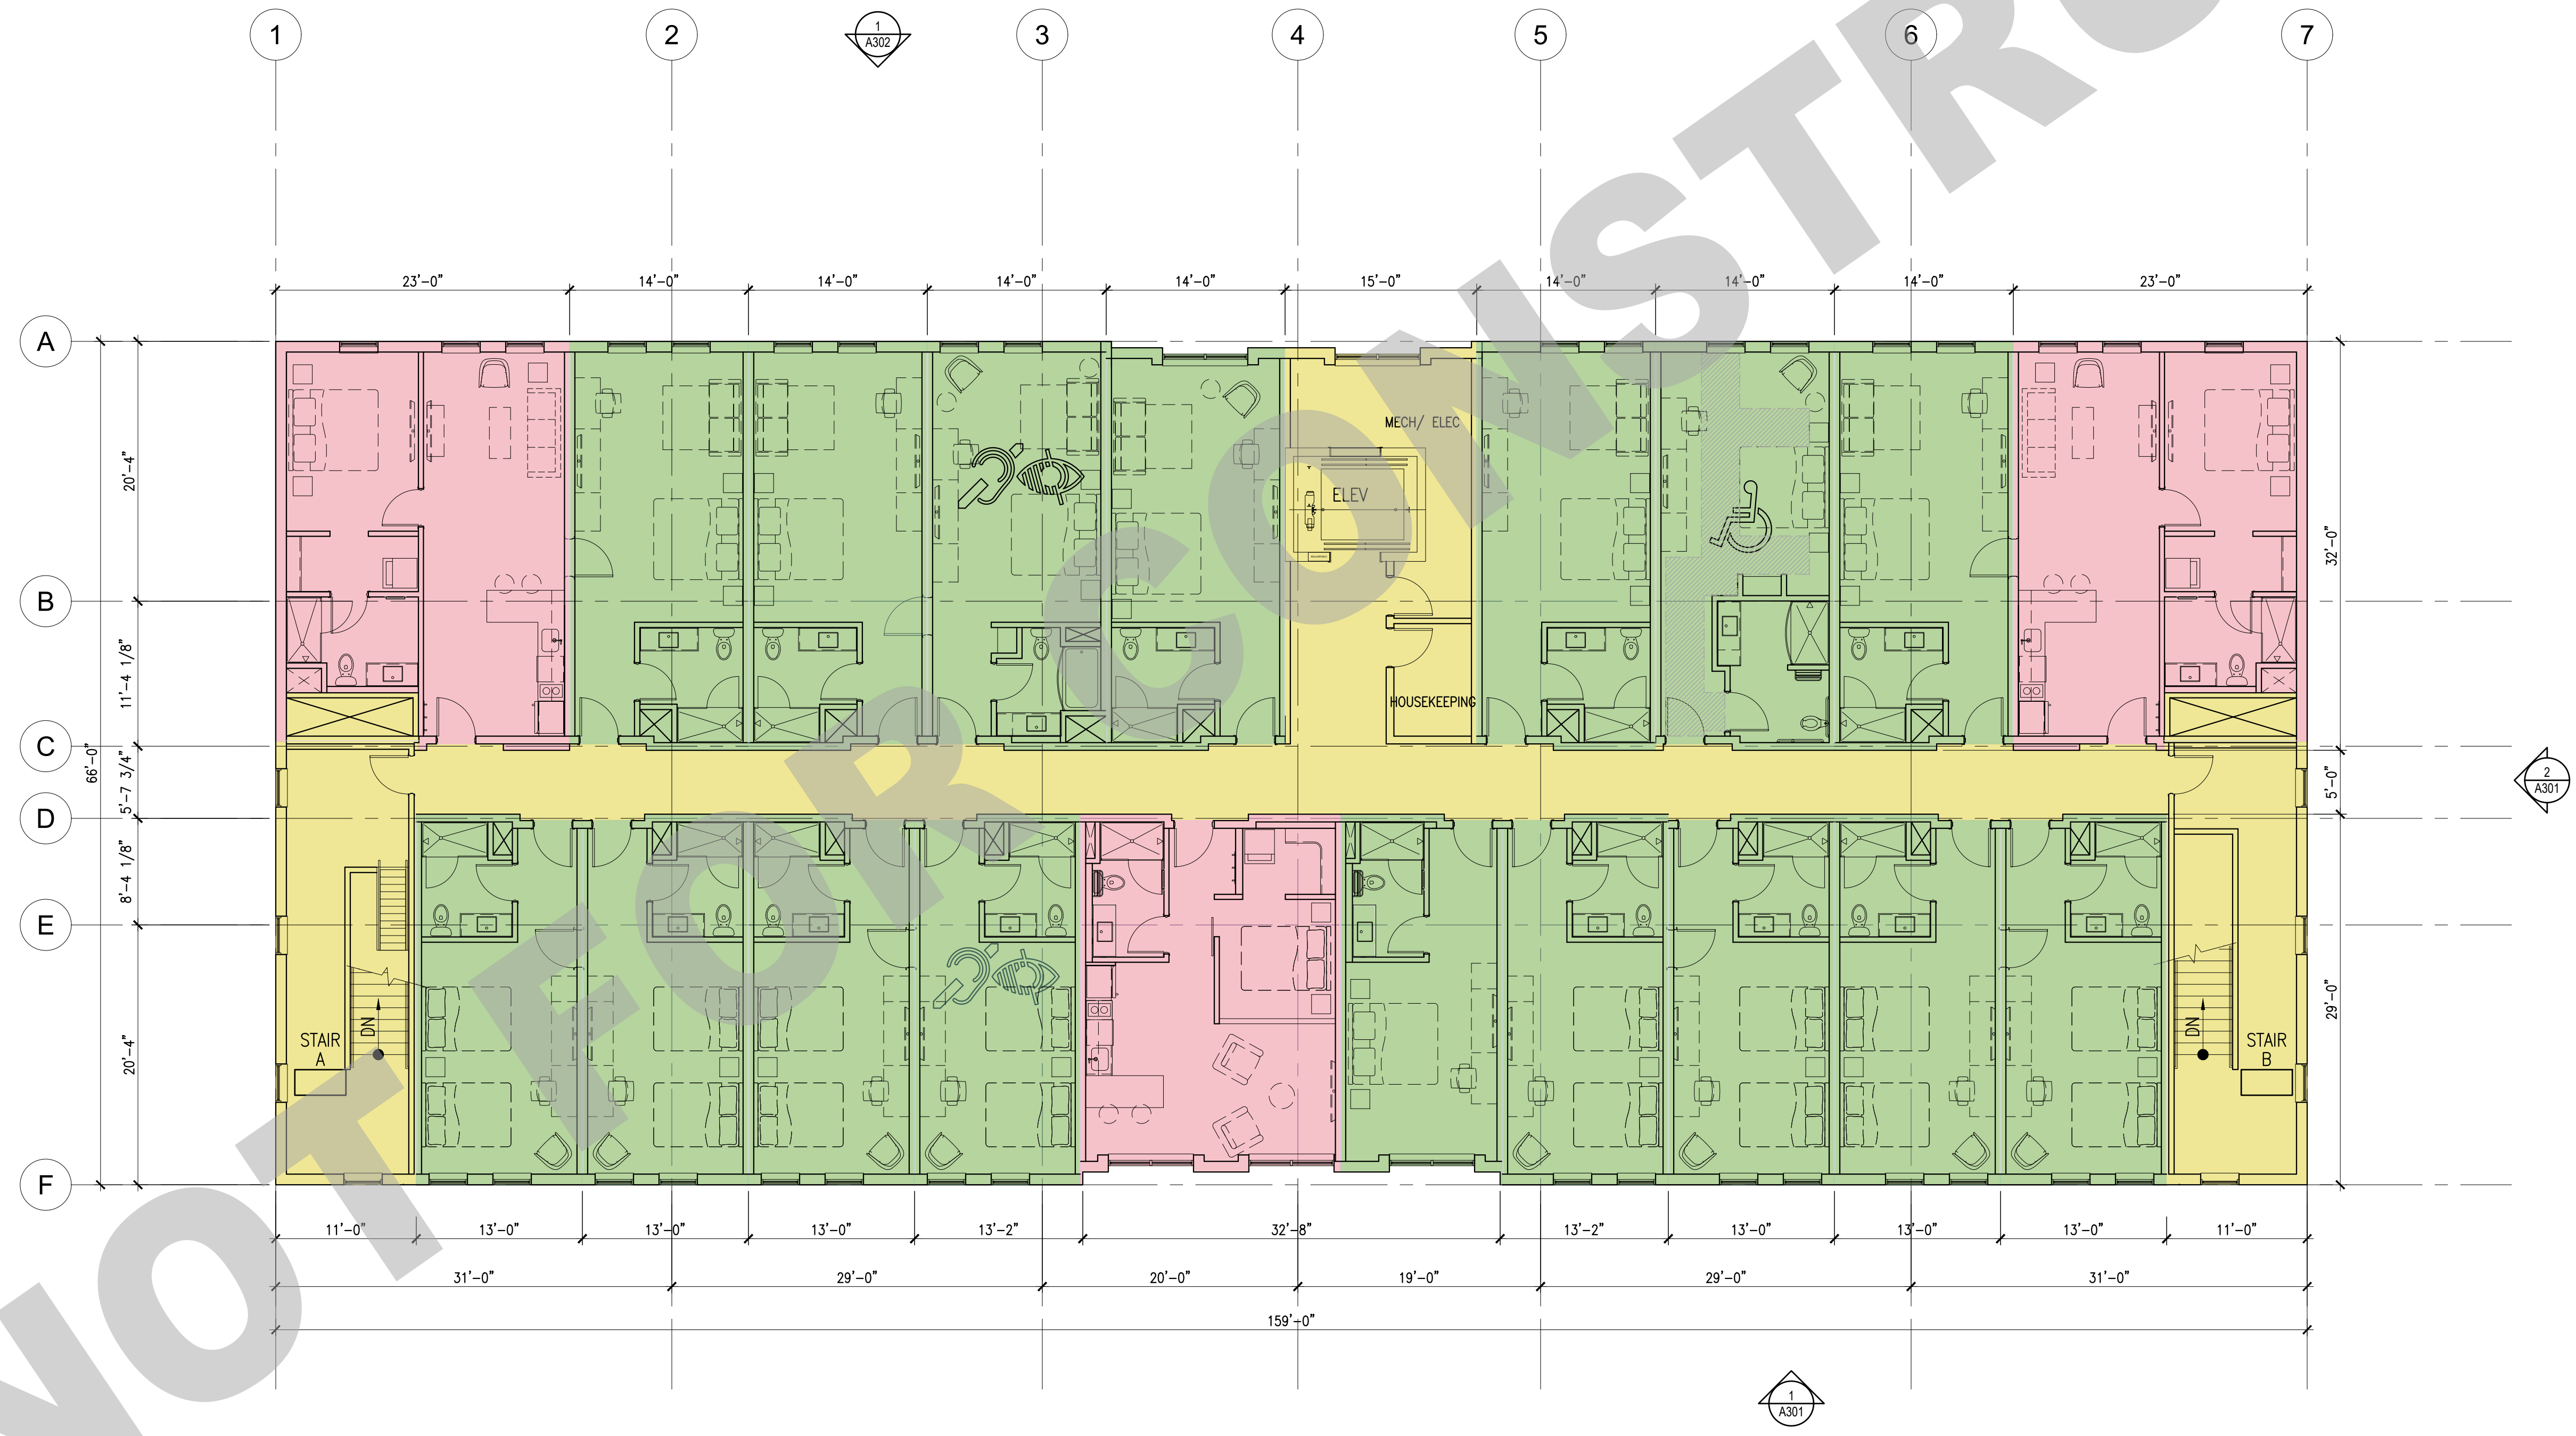 1
2
1
A302
3
4
5
6
7
23'-0"
14'-0"
14'-0"
14'-0"
14'-0"
15'-0"
14'-0"
14'-0"
14'-0"
23'-0"
A
B
C
D
E
F
66'-0"
20'-4"
11'-4 1/8"
5'-7 3/4"
8'-4 1/8"
20'-4"
MECH/ ELEC
ELEV
HOUSEKEEPING
32'-0"
5'-0"
29'-0"
2
A301
STAIR
A
DN
DN
STAIR
B
11'-0"
13'-0"
13'-0"
13'-0"
13'-2"
32'-8"
13'-2"
13'-0"
13'-0"
13'-0"
11'-0"
31'-0"
29'-0"
20'-0"
19'-0"
29'-0"
31'-0"
159'-0"
1
A301
NOT FOR CONSTRU